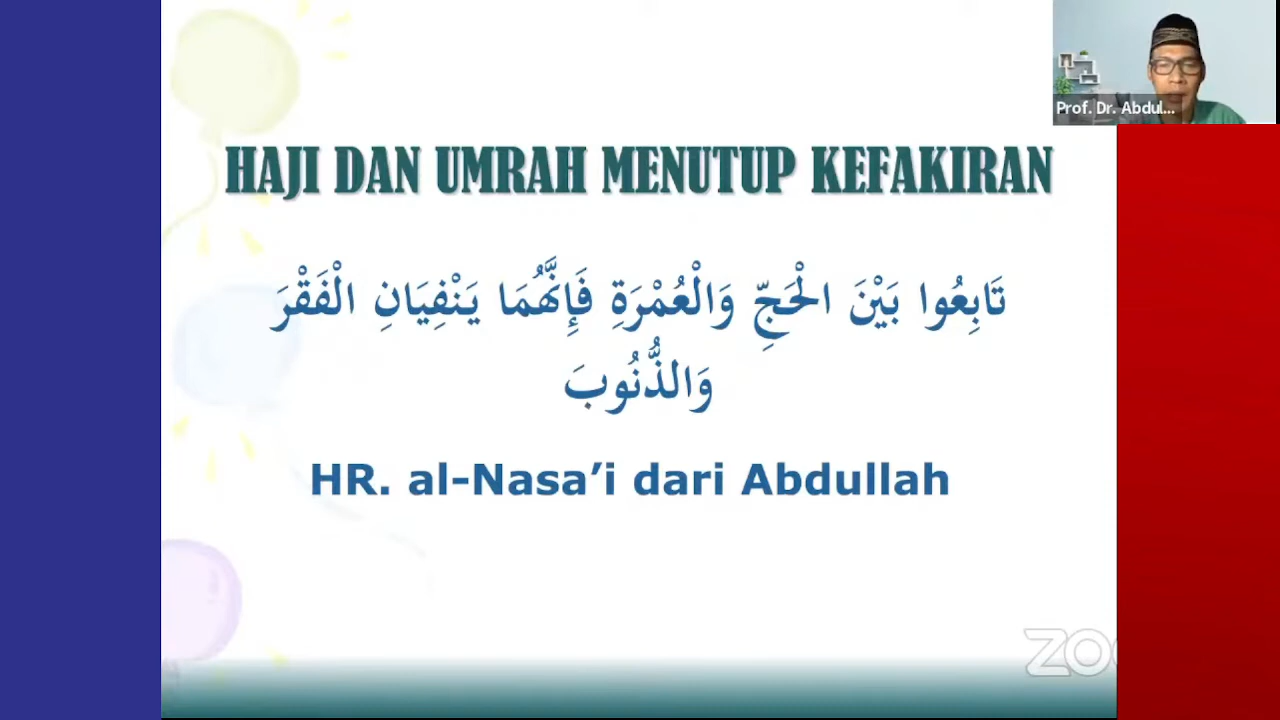 Prof. Dr. Abdul...
HAJI DAN UMRAH MENUTUP KEFAKIRAN
تَابِعُوا بَيْنَ الْحَجِّ وَالْعُمْرَةِ فَإِنَّهُمَا يَنْفِيَانِ الْفَقْرَ
وَالذُّنُوبَ
HR. al-Nasa’i dari Abdullah